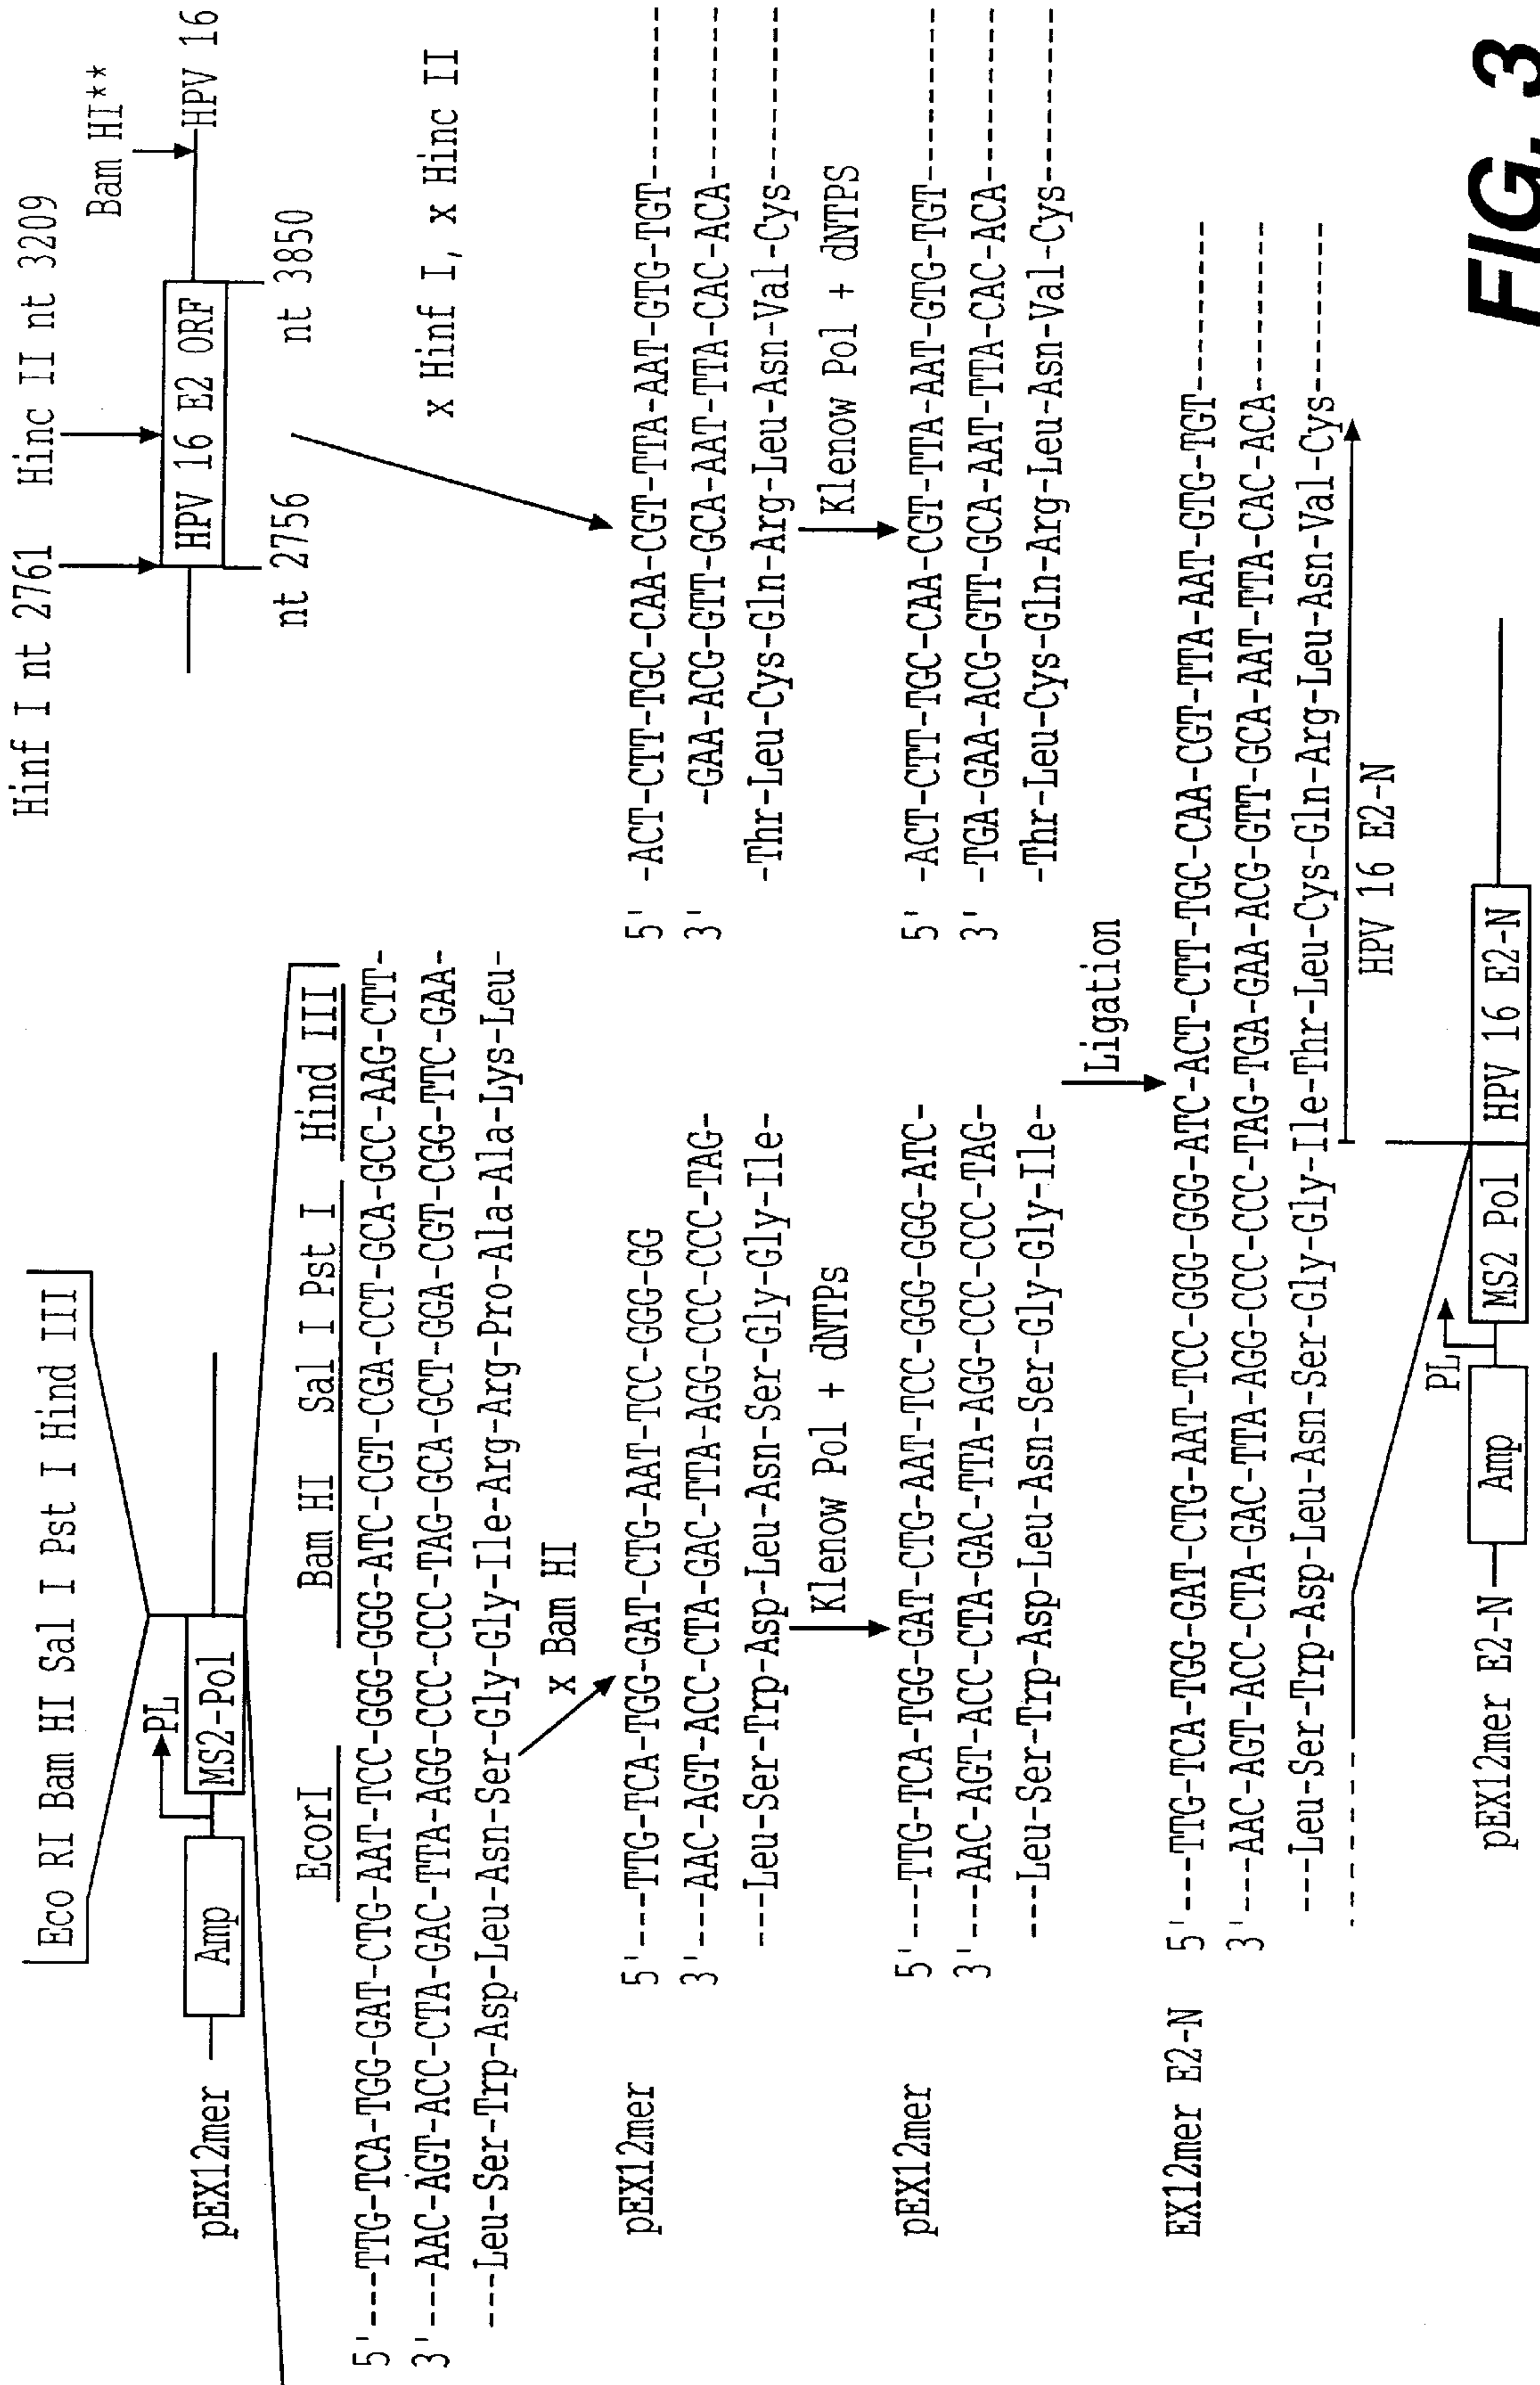 Eco RI Bam HI Sal I Pst I Hind III
pEX12mer
Amp
PL
MS2-Pol
EcorI
Bam HI
Sal I Pst I
Hind III
5'----TTG-TCA-TGG-GAT-CTG-AAT-TCC-GGG-GGG-ATC-CGT-CGA-CCT-GCA-GCC-AAG-CTT-
3'----AAC-AGT-ACC-CTA-GAC-TTA-AGG-CCC-CCC-TAG-GCA-GCT-GGA-CGT-CGG-TTC-GAA-
---Leu-Ser-Trp-Asp-Leu-Asn-Ser-Gly-Gly-Ile-Arg-Arg-Pro-Ala-Ala-Lys-Leu-
x Bam HI
Hinf I nt 2761
Hinc II nt 3209
Bam HI**
HPV 16 E2 ORF
HPV 16
nt 2756
nt 3850
x Hinf I, x Hinc II
pEX12mer
5'----TTG-TCA-TGG-GAT-CTG-AAT-TCC-GGG-GG
3'----AAC-AGT-ACC-CTA-GAC-TTA-AGG-CCC-CCC-TAG-
---Leu-Ser-Trp-Asp-Leu-Asn-Ser-Gly-Gly-Ile-
5' -ACT-CTT-TGC-CAA-CGT-TTA-AAT-GTG-TGT---------
3' -GAA-ACG-GTT-GCA-AAT-TTA-CAC-ACA---------
-Thr-Leu-Cys-Gln-Arg-Leu-Asn-Val-Cys---------
Klenow Pol + dNTPs
Klenow Pol + dNTPS
pEX12mer
5'----TTG-TCA-TGG-GAT-CTG-AAT-TCC-GGG-GGG-ATC-
3'----AAC-AGT-ACC-CTA-GAC-TTA-AGG-CCC-CCC-TAG-
---Leu-Ser-Trp-Asp-Leu-Asn-Ser-Gly-Gly-Ile-
5' -ACT-CTT-TGC-CAA-CGT-TTA-AAT-GTG-TGT---------
3' -TGA-GAA-ACG-GTT-GCA-AAT-TTA-CAC-ACA---------
-Thr-Leu-Cys-Gln-Arg-Leu-Asn-Val-Cys---------
Ligation
EX12mer E2-N
5'----TTG-TCA-TGG-GAT-CTG-AAT-TCC-GGG-GGG-ATC-ACT-CTT-TGC-CAA-CGT-TTA-AAT-GTG-TGT---------
3'----AAC-AGT-ACC-CTA-GAC-TTA-AGG-CCC-CCC-TAG-TGA-GAA-ACG-GTT-GCA-AAT-TTA-CAC-ACA---------
---Leu-Ser-Trp-Asp-Leu-Asn-Ser-Gly-Gly-Ile-Thr-Leu-Cys-Gln-Arg-Leu-Asn-Val-Cys---------
HPV 16 E2-N
pEX12mer E2-N
Amp
PL
MS2 Pol
HPV 16 E2-N
FIG. 3